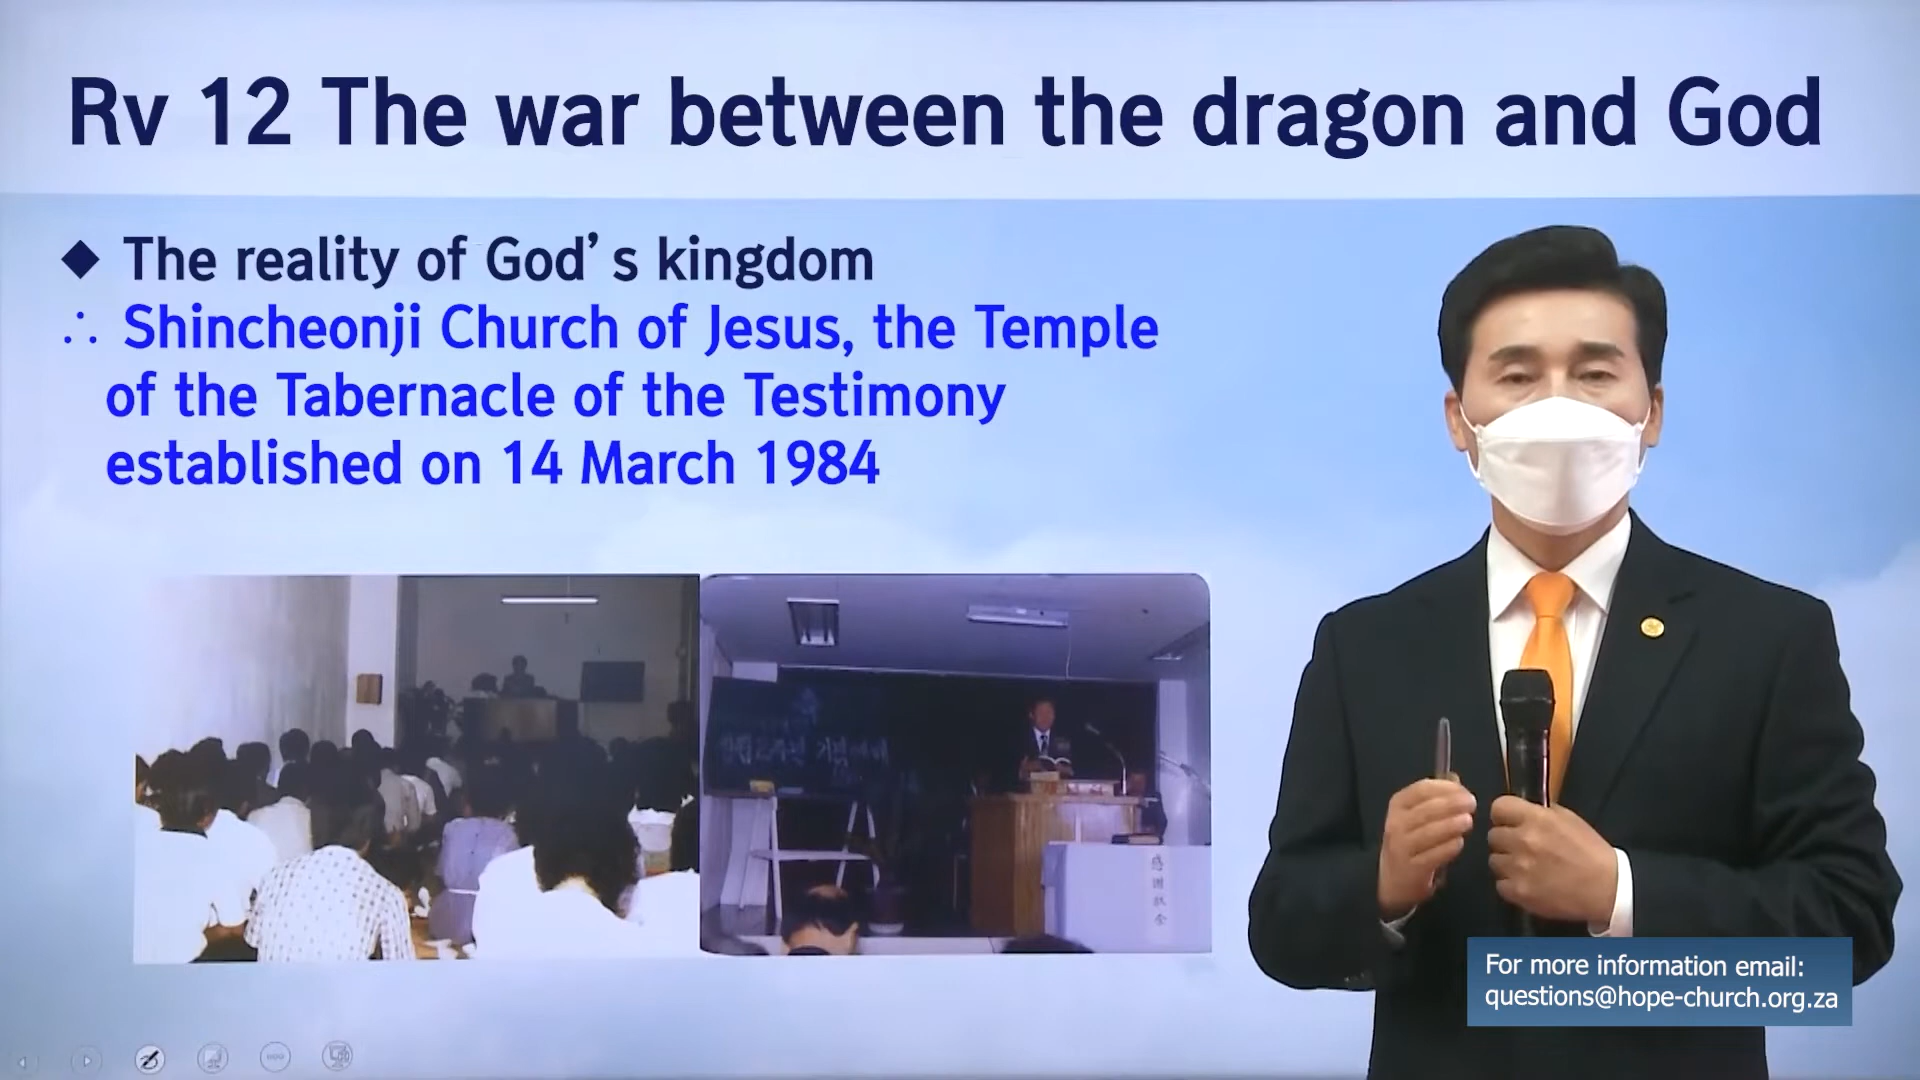 Rv 12 The war between the dragon and God
◆ The reality of God's kingdom
∴ Shincheonji Church of Jesus, the Temple
of the Tabernacle of the Testimony
established on 14 March 1984
For more information email:
questions@hope-church.org.za